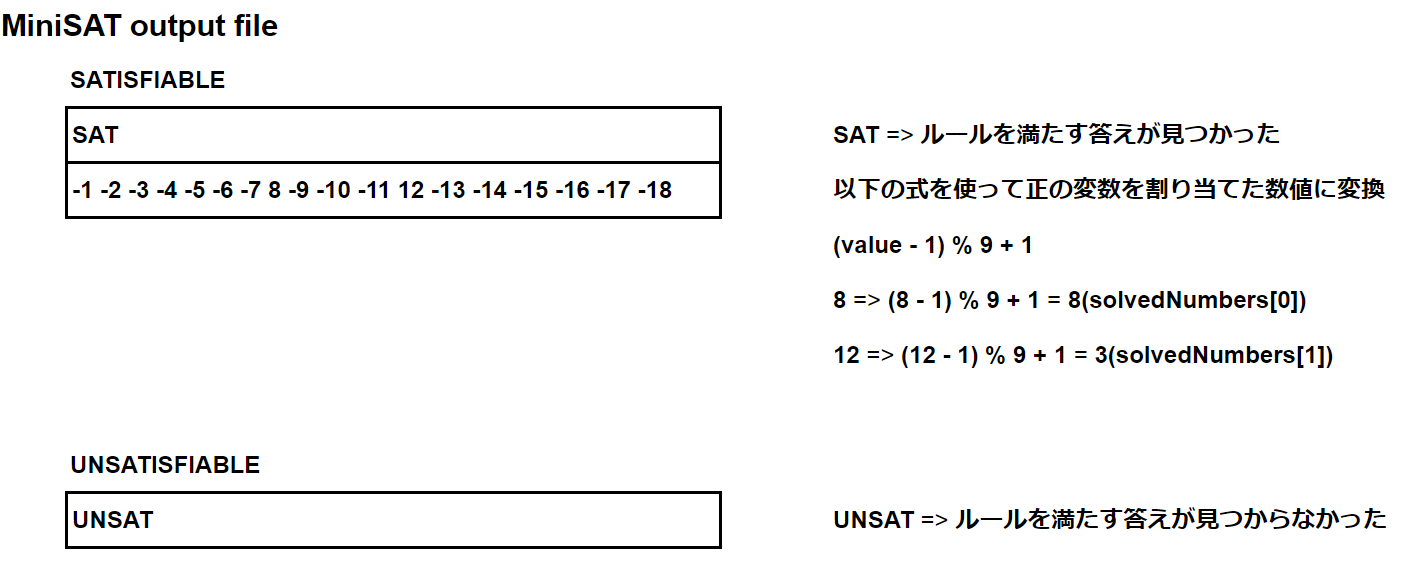 MiniSAT output file
SATISFIABLE
SAT
-1 -2 -3 -4 -5 -6 -7 8 -9 -10 -11 12 -13 -14 -15 -16 -17 -18
SAT => ルールを満たす答えが見つかった
以下の式を使って正の変数を割り当てた数値に変換
(value - 1) % 9 + 1
8 => (8 - 1) % 9 + 1 = 8(solvedNumbers[0])
12 => (12 - 1) % 9 + 1 = 3(solvedNumbers[1])
UNSATISFIABLE
UNSAT
UNSAT => ルールを満たす答えが見つからなかった